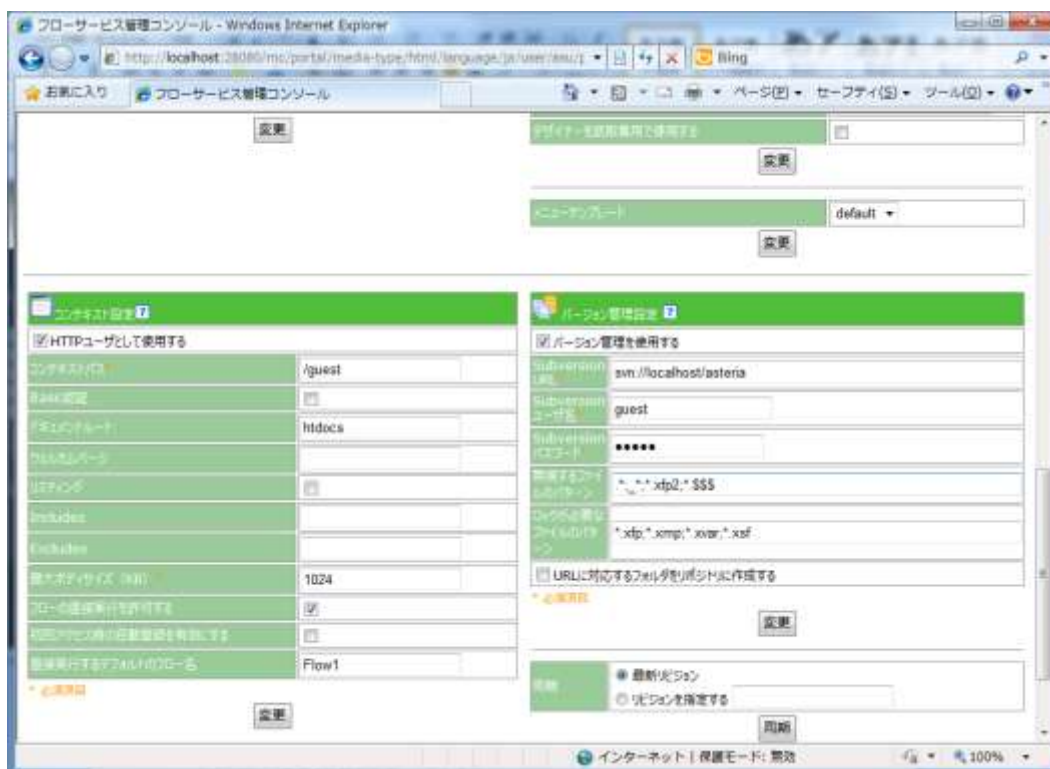 フローサービス管理コンソール - Windows Internet Explorer
http://localhost:28080/mc/portal/media-type/html/language/ja/user/asu/p
Bing
お気に入り
フローサービス管理コンソール
ページ(P)
セーフティ(S)
ツール(O)
変更
デザイナーを読取専用で使用する
変更
メニューテンプレート
default
変更
コンテキスト設定
HTTPユーザとして使用する
コンテキストパス
/guest
Basic認証
ドキュメントルート
htdocs
ウェルカムページ
リスティング
Includes
Excludes
最大ボディサイズ (KB)
1024
フローの直接実行を許可する
初回アクセス時の自動登録を有効にする
直接実行するデフォルトのフロー名
Flow1
* 必須項目
変更
バージョン管理設定
バージョン管理を使用する
Subversion URL
svn://localhost/asteria
Subversion ユーザ名
guest
Subversion パスワード
●●●●●
無視するファイルのパターン
.*;_*;*.xfp2;*.$$$
ロックが必要なファイルのパターン
*.xfp;*.xmp;*.xvar;*.xsf
URLに対応するフォルダをリポジトリに作成する
* 必須項目
変更
同期
最新リビジョン
リビジョンを指定する
同期
インターネット | 保護モード: 無効
100%